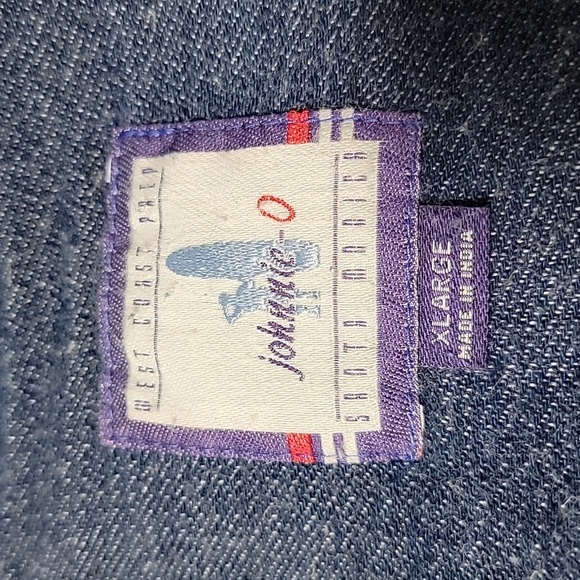 WEST COAST PREP
johnnie-O
SANTA MONICA
XLARGE
MADE IN INDIA